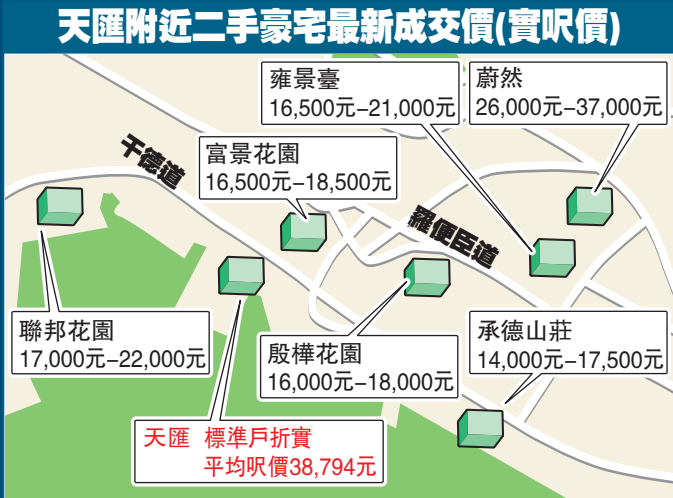 天匯附近二手豪宅最新成交價(實呎價)
雍景臺
16,500元–21,000元
蔚然
26,000元–37,000元
干德道
富景花園
16,500元–18,500元
羅便臣道
聯邦花園
17,000元–22,000元
殷樺花園
16,000元–18,000元
承德山莊
14,000元–17,500元
天匯 標準戶折實
平均呎價38,794元